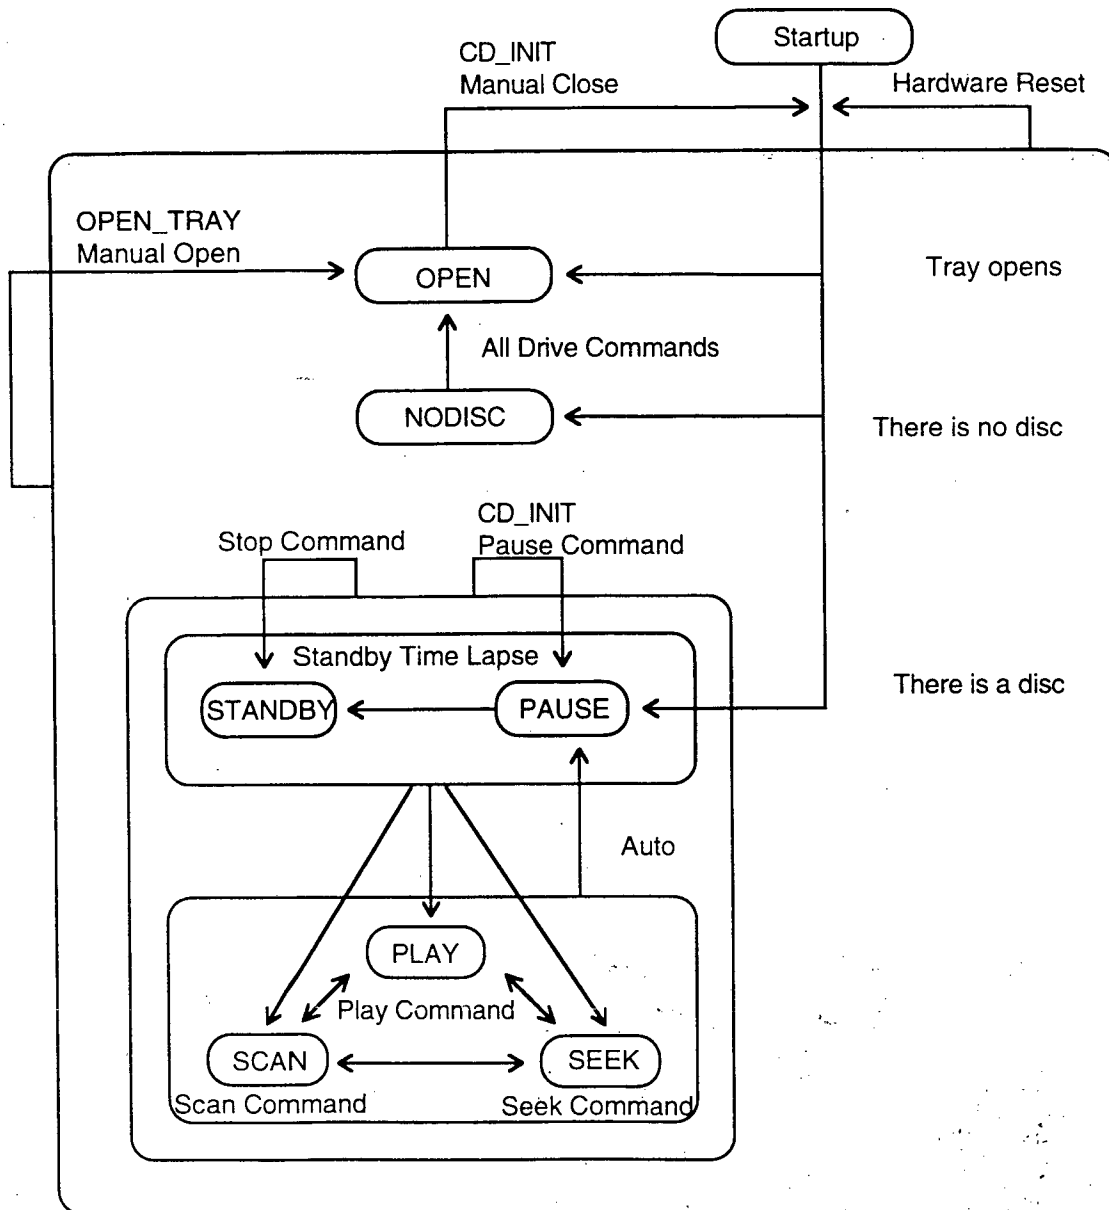 Startup
CD_INIT
Manual Close
Hardware Reset
OPEN_TRAY
Manual Open
OPEN
Tray opens
All Drive Commands
NODISC
There is no disc
Stop Command
CD_INIT
Pause Command
Standby Time Lapse
STANDBY
PAUSE
There is a disc
Auto
PLAY
Play Command
SCAN
SEEK
Scan Command
Seek Command